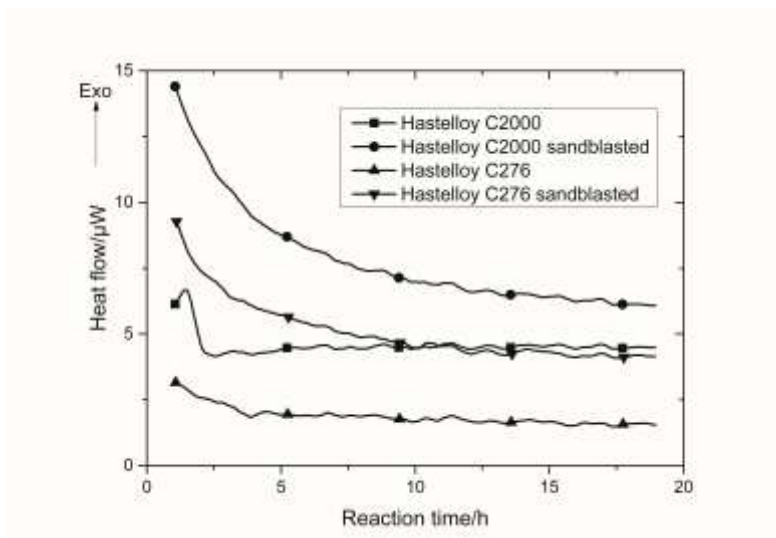 Exo
Heat flow/μW
15
10
5
0
Hastelloy C2000
Hastelloy C2000 sandblasted
Hastelloy C276
Hastelloy C276 sandblasted
0 5 10 15 20
Reaction time/h